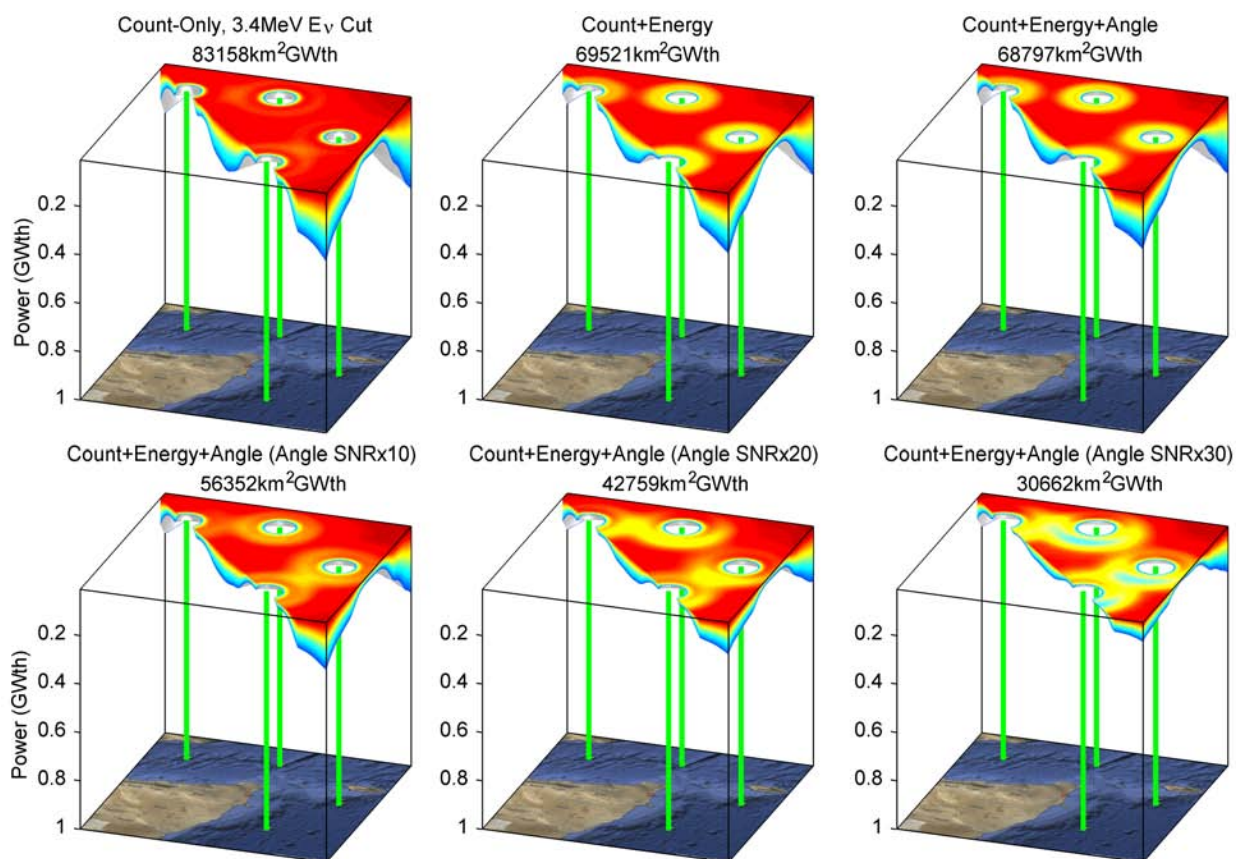 Count-Only, 3.4MeV Eν Cut
83158km²GWth
Count+Energy
69521km²GWth
Count+Energy+Angle
68797km²GWth
Power (GWth)
0.2
0.4
0.6
0.8
1
0.2
0.4
0.6
0.8
1
0.2
0.4
0.6
0.8
1
Count+Energy+Angle (Angle SNRx10)
56352km²GWth
Count+Energy+Angle (Angle SNRx20)
42759km²GWth
Count+Energy+Angle (Angle SNRx30)
30662km²GWth
Power (GWth)
0.2
0.4
0.6
0.8
1
0.2
0.4
0.6
0.8
1
0.2
0.4
0.6
0.8
1